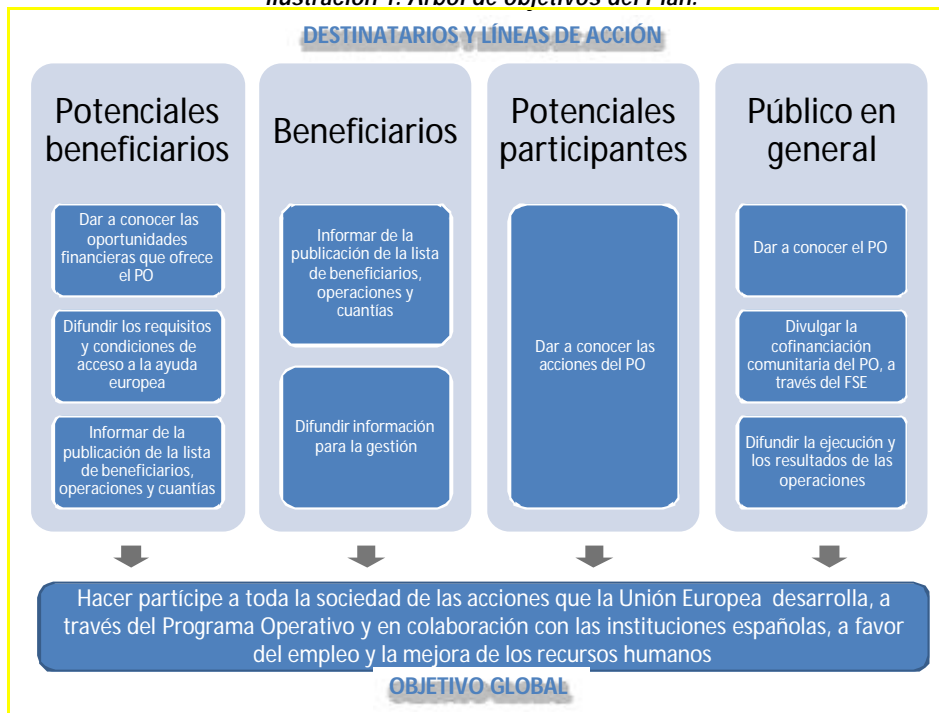 Ilustración 1. Árbol de objetivos del Plan.
DESTINATARIOS Y LÍNEAS DE ACCIÓN
Potenciales
beneficiarios
Dar a conocer las
oportunidades
financieras que ofrece
el PO
Difundir los requisitos
y condiciones de
acceso a la ayuda
europea
Informar de la
publicación de la lista
de beneficiarios,
operaciones y cuantías
Beneficiarios
Informar de la
publicación de la lista
de beneficiarios,
operaciones y
cuantías
Difundir información
para la gestión
Potenciales
participantes
Dar a conocer las
acciones del PO
Público en
general
Dar a conocer el PO
Divulgar la
cofinanciación
comunitaria del PO, a
través del FSE
Difundir la ejecución y
los resultados de las
operaciones
Hacer partícipe a toda la sociedad de las acciones que la Unión Europea desarrolla, a
través del Programa Operativo y en colaboración con las instituciones españolas, a favor
del empleo y la mejora de los recursos humanos
OBJETIVO GLOBAL